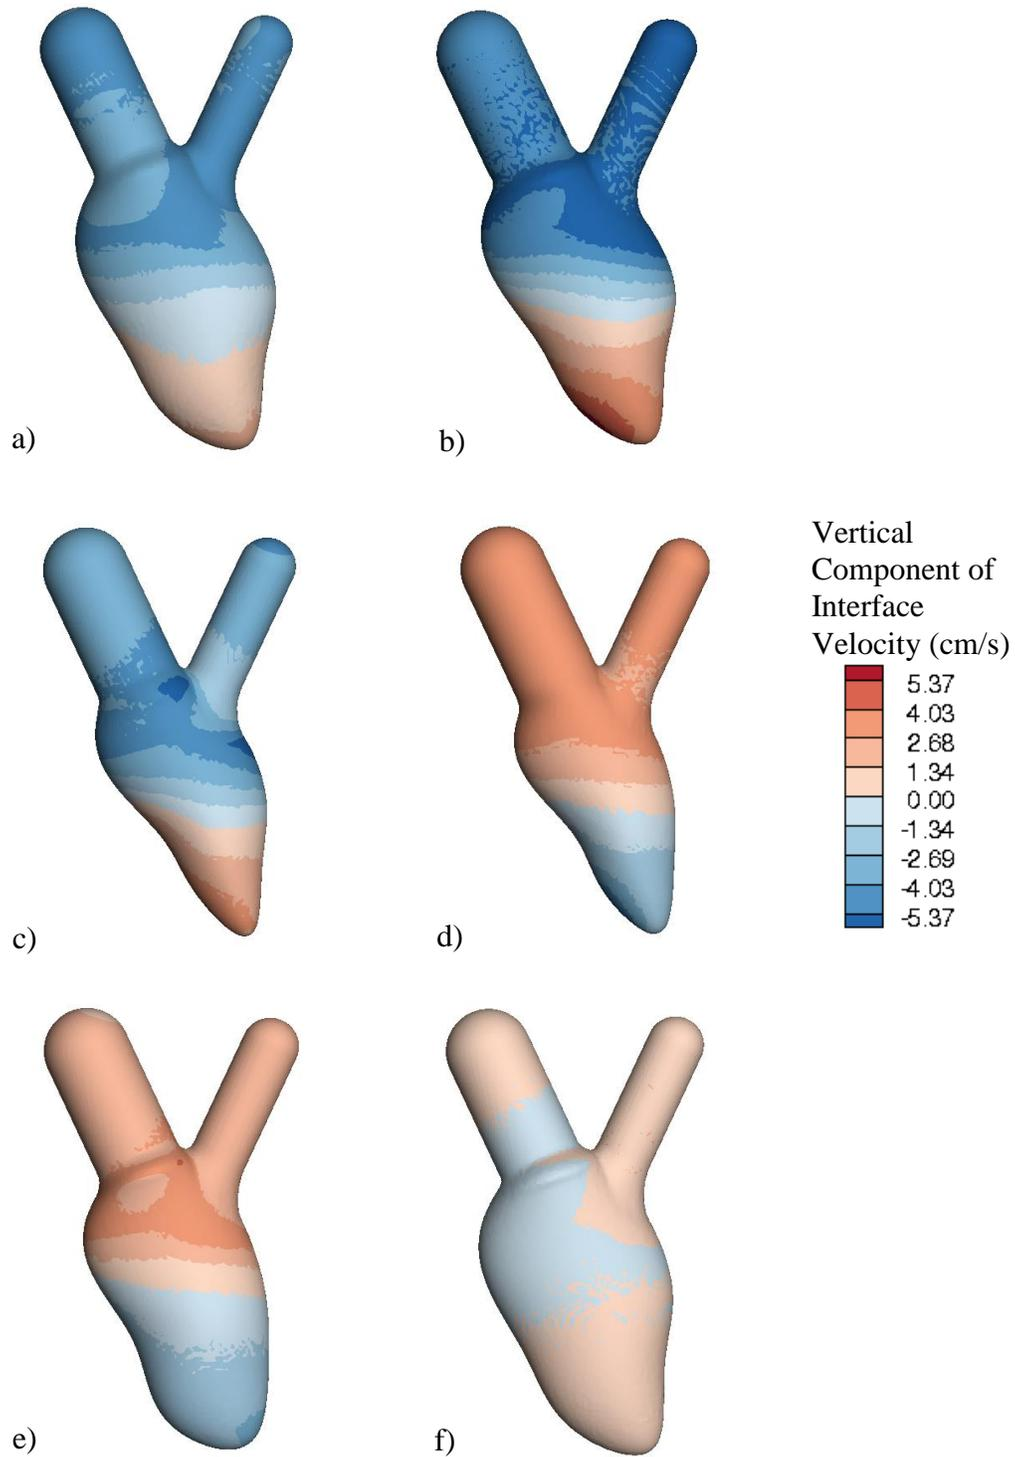 a)
b)
c)
d)
Vertical
Component of
Interface
Velocity (cm/s)
5.37
4.03
2.68
1.34
0.00
-1.34
-2.69
-4.03
-5.37
e)
f)